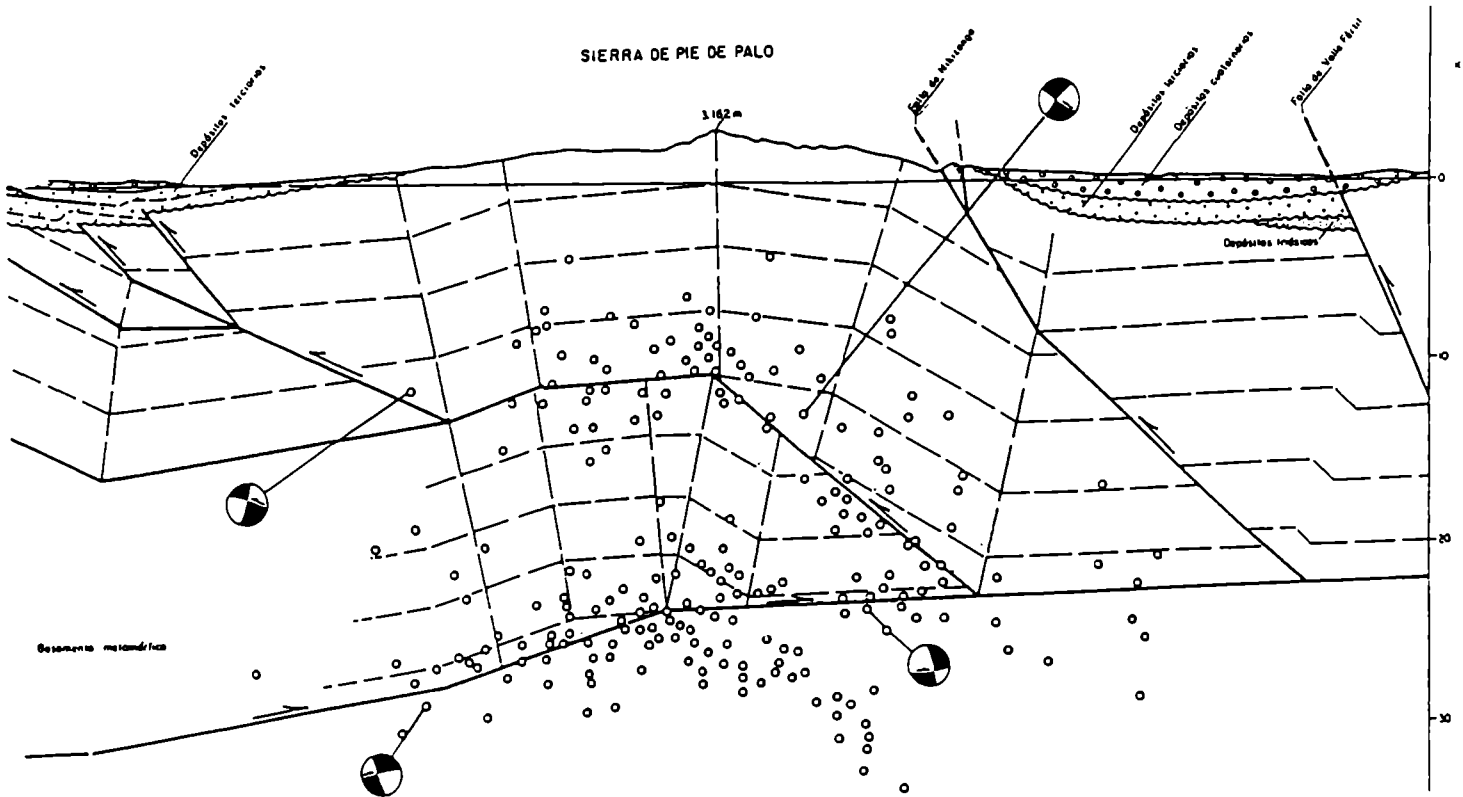 SIERRA DE PIE DE PALO
Depósitos terciarios
3.162 m
Falla de Niquizanga
Depósitos terciarios
Depósitos cuaternarios
Falla de Valle Fértil
0
Depósitos triásicos
10
20
Basamento metamórfico
30